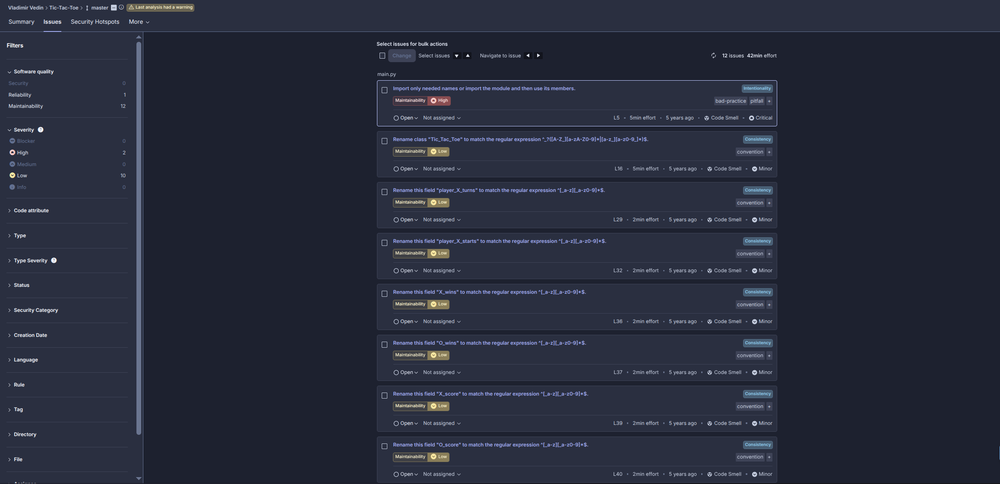 Vladimir Vedin > Tic-Tac-Toe > master Last analysis had a warning
Summary Issues Security Hotspots More
Filters
Software quality
Security 0
Reliability 1
Maintainability 12
Severity ?
Blocker 0
High 2
Medium 0
Low 10
Info 0
Code attribute
Type
Type Severity ?
Status
Security Category
Creation Date
Language
Rule
Tag
Directory
File
Select issues for bulk actions
Change Select issues Navigate to issue 12 issues 42min effort
main.py
Import only needed names or import the module and then use its members. Intentionality
Maintainability High bad-practice pitfall +
Open Not assigned L5 • 5min effort • 5 years ago • Code Smell • Critical
Rename class "Tic_Tac_Toe" to match the regular expression ^_?([A-Z_][a-zA-Z0-9]*|[a-z_][a-z0-9_]*)$. Consistency
Maintainability Low convention +
Open Not assigned L16 • 5min effort • 5 years ago • Code Smell • Minor
Rename this field "player_X_turns" to match the regular expression ^[_a-z][_a-z0-9]*$. Consistency
Maintainability Low convention +
Open Not assigned L29 • 2min effort • 5 years ago • Code Smell • Minor
Rename this field "player_X_starts" to match the regular expression ^[_a-z][_a-z0-9]*$. Consistency
Maintainability Low convention +
Open Not assigned L32 • 2min effort • 5 years ago • Code Smell • Minor
Rename this field "X_wins" to match the regular expression ^[_a-z][_a-z0-9]*$. Consistency
Maintainability Low convention +
Open Not assigned L36 • 2min effort • 5 years ago • Code Smell • Minor
Rename this field "O_wins" to match the regular expression ^[_a-z][_a-z0-9]*$. Consistency
Maintainability Low convention +
Open Not assigned L37 • 2min effort • 5 years ago • Code Smell • Minor
Rename this field "X_score" to match the regular expression ^[_a-z][_a-z0-9]*$. Consistency
Maintainability Low convention +
Open Not assigned L39 • 2min effort • 5 years ago • Code Smell • Minor
Rename this field "O_score" to match the regular expression ^[_a-z][_a-z0-9]*$. Consistency
Maintainability Low convention +
Open Not assigned L40 • 2min effort • 5 years ago • Code Smell • Minor